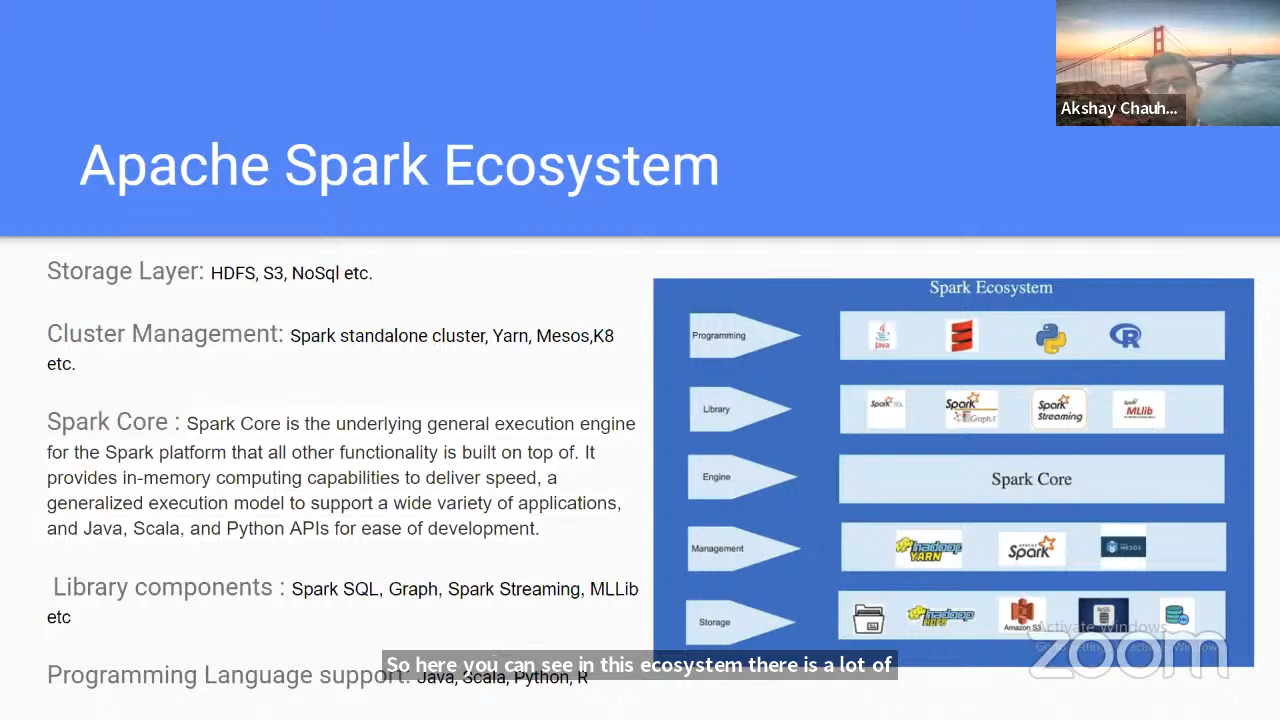 Akshay Chauh...
Apache Spark Ecosystem
Storage Layer: HDFS, S3, NoSql etc.
Cluster Management: Spark standalone cluster, Yarn, Mesos,K8
etc.
Spark Core : Spark Core is the underlying general execution engine
for the Spark platform that all other functionality is built on top of. It
provides in-memory computing capabilities to deliver speed, a
generalized execution model to support a wide variety of applications,
and Java, Scala, and Python APIs for ease of development.
Library components : Spark SQL, Graph, Spark Streaming, MLLib
etc
Programming Language support: Java, Scala, Python, R
Spark Ecosystem
Programming
Java
R
Library
Spark SQL
Spark
Spark
Streaming
Spark
MLlib
Engine
Spark Core
Management
hadoop
YARN
APACHE
Spark
MESOS
Storage
hadoop
HDFS
Amazon S3
NoSQL
Activate Windows
zoom
So here you can see in this ecosystem there is a lot of